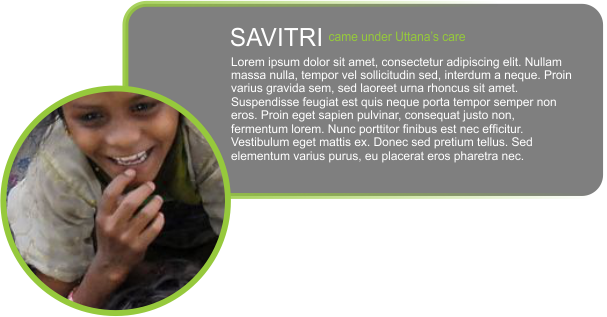 SAVITRI came under Uttana's care
Lorem ipsum dolor sit amet, consectetur adipiscing elit. Nullam
massa nulla, tempor vel sollicitudin sed, interdum a neque. Proin
varius gravida sem, sed laoreet urna rhoncus sit amet.
Suspendisse feugiat est quis neque porta tempor semper non
eros. Proin eget sapien pulvinar, consequat justo non,
fermentum lorem. Nunc porttitor finibus est nec efficitur.
Vestibulum eget mattis ex. Donec sed pretium tellus. Sed
elementum varius purus, eu placerat eros pharetra nec.